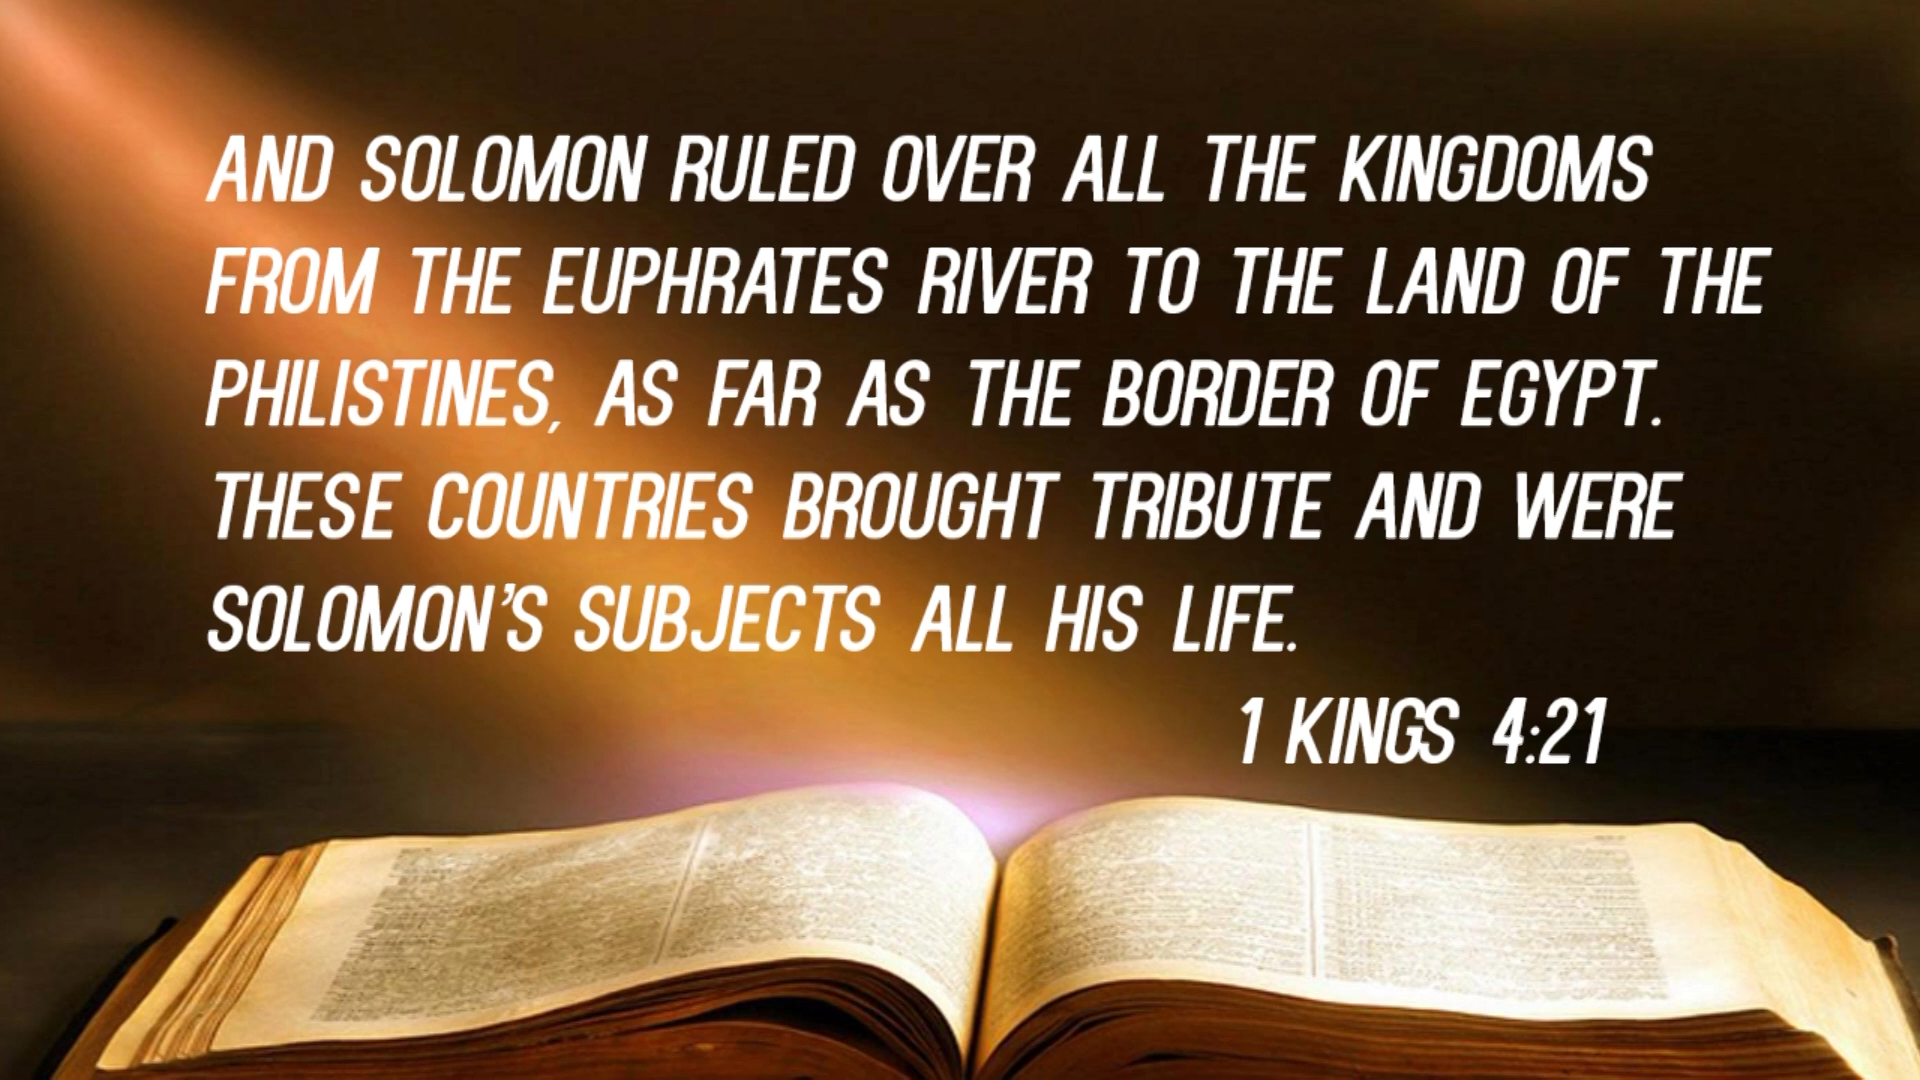 AND SOLOMON RULED OVER ALL THE KINGDOMS
FROM THE EUPHRATES RIVER TO THE LAND OF THE
PHILISTINES, AS FAR AS THE BORDER OF EGYPT.
THESE COUNTRIES BROUGHT TRIBUTE AND WERE
SOLOMON'S SUBJECTS ALL HIS LIFE.
1 KINGS 4:21